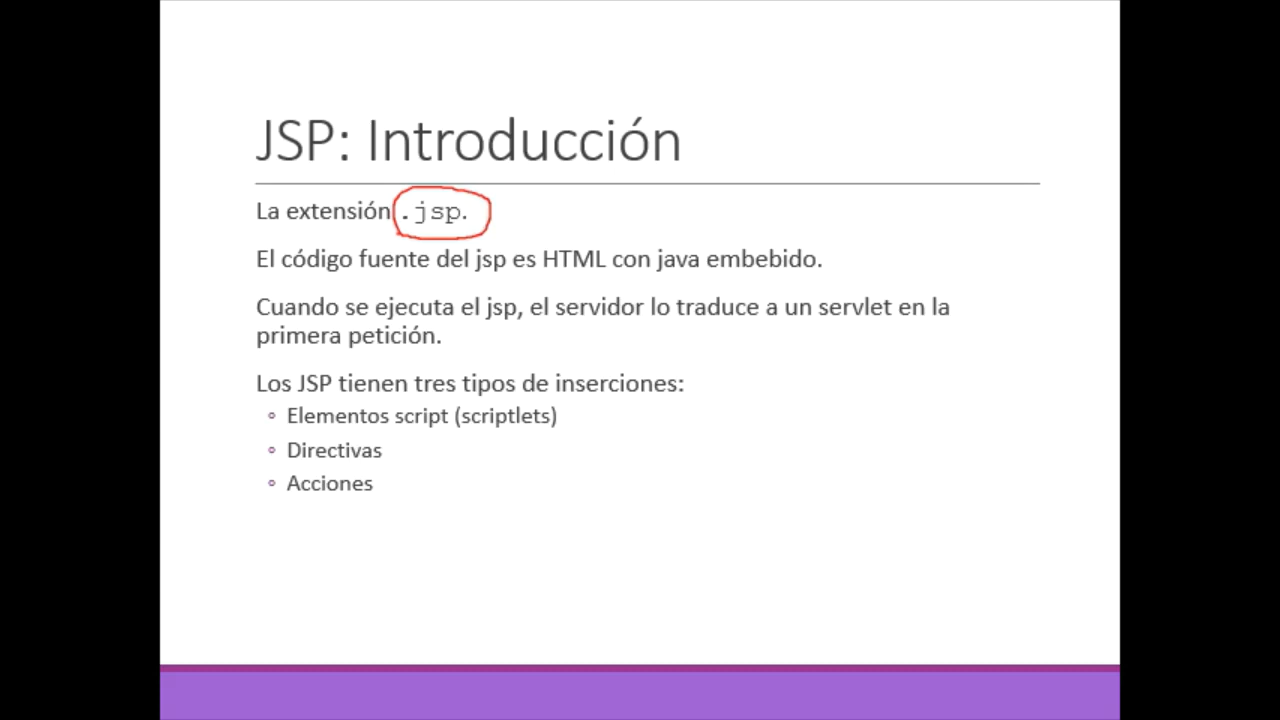 JSP: Introducción
La extensión .jsp.
El código fuente del jsp es HTML con java embebido.
Cuando se ejecuta el jsp, el servidor lo traduce a un servlet en la
primera petición.
Los JSP tienen tres tipos de inserciones:
◦ Elementos script (scriptlets)
◦ Directivas
◦ Acciones